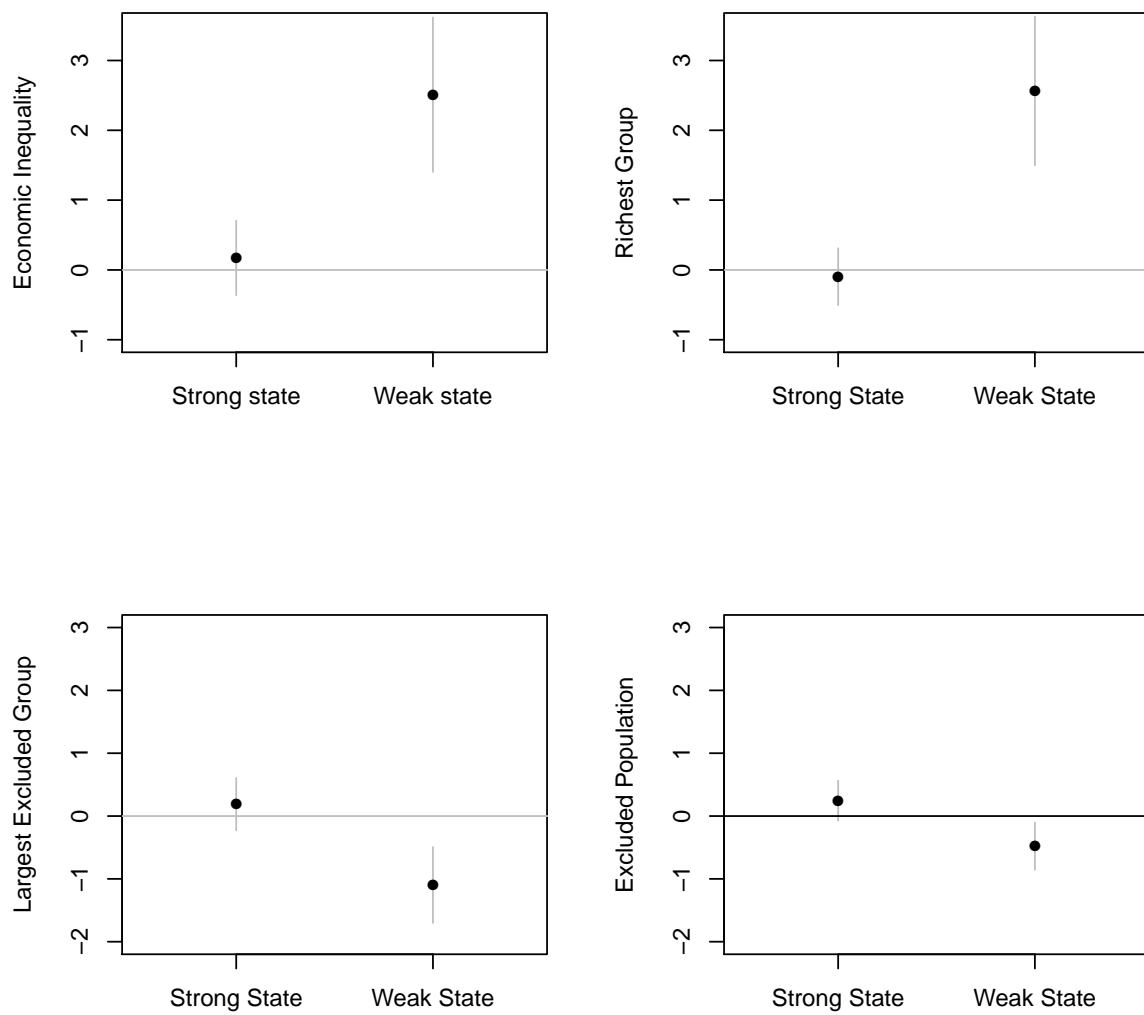 Economic Inequality
3
2
1
0
−1
Strong state Weak state
Richest Group
3
2
1
0
−1
Strong State Weak State
Largest Excluded Group
3
2
1
0
−1
−2
Strong State Weak State
Excluded Population
3
2
1
0
−1
−2
Strong State Weak State